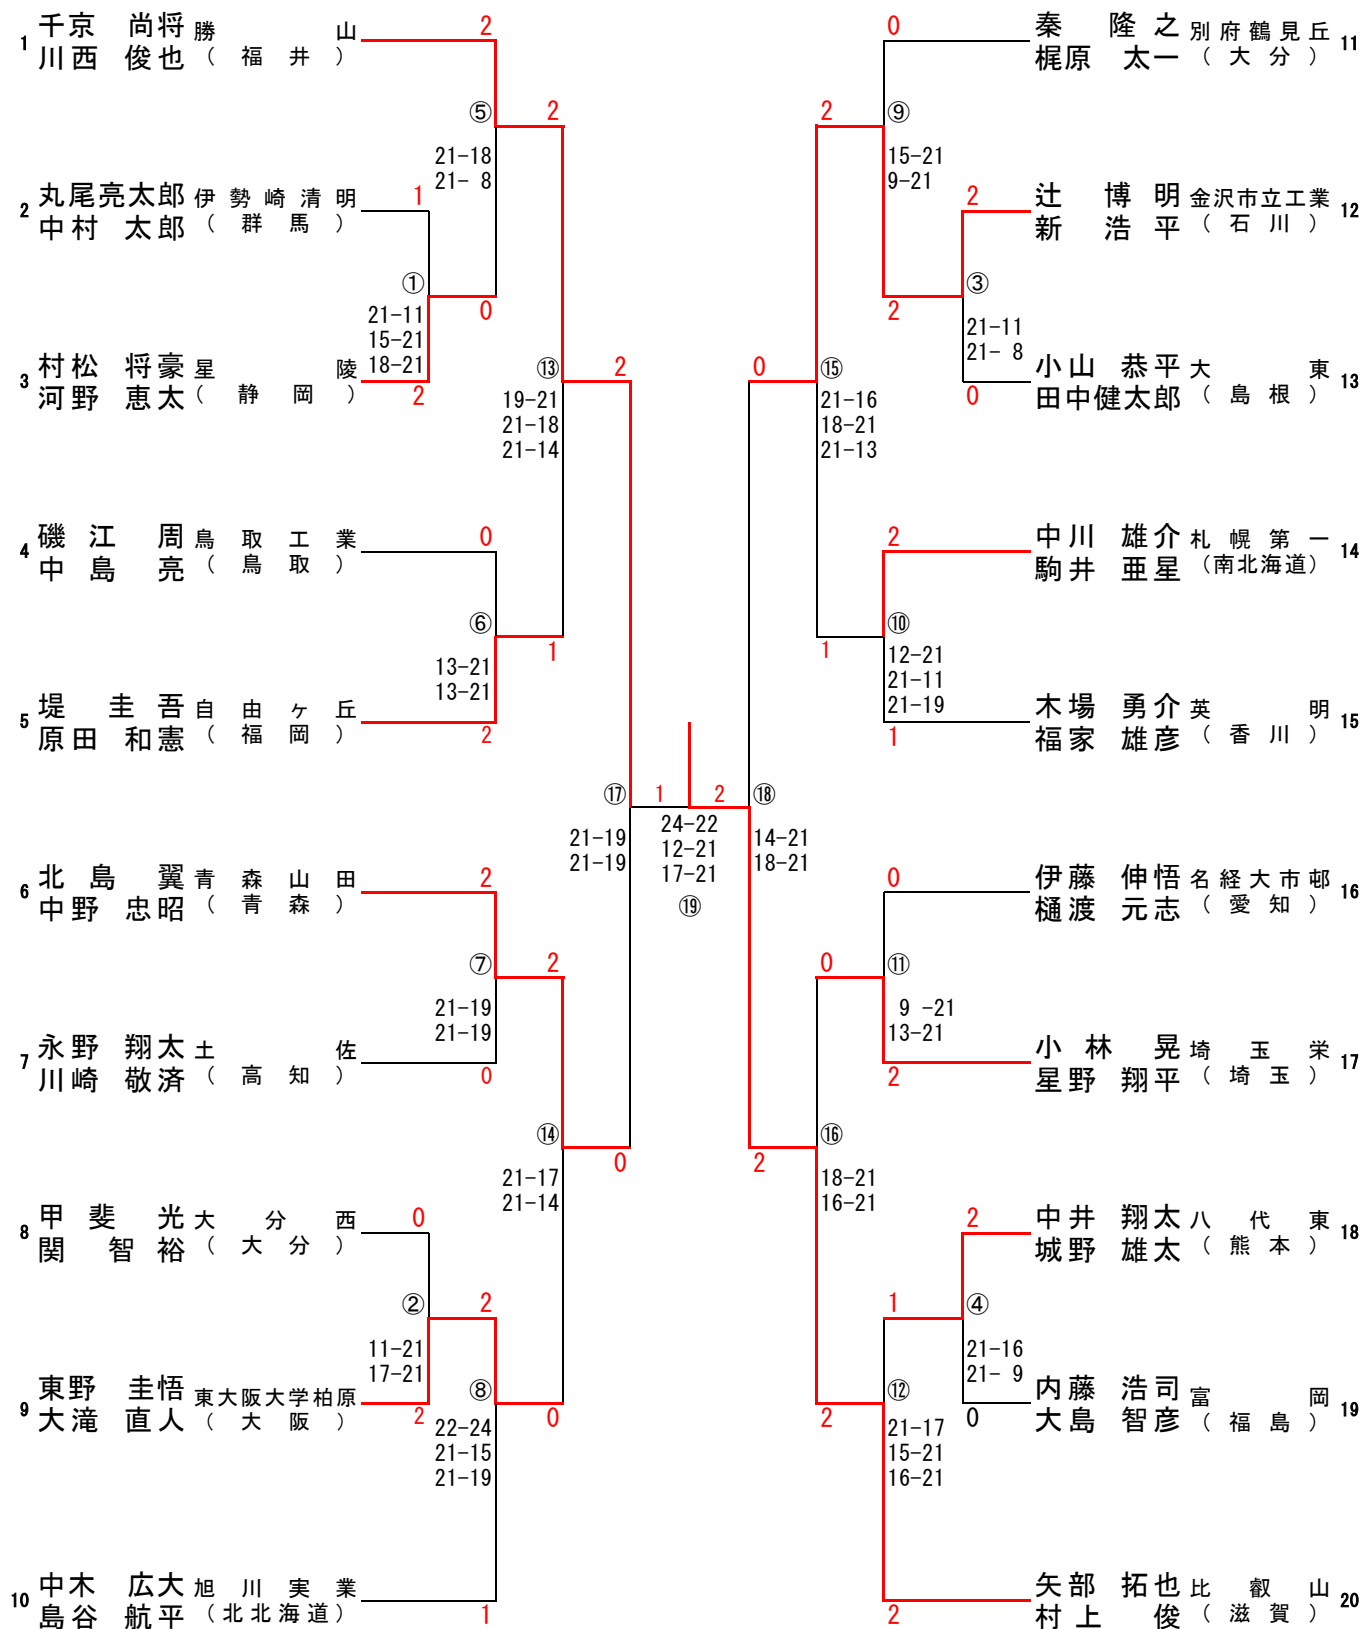 1 千京 尚将 勝山
川西 俊也 (福井)
2
⑤
2
21-18
21- 8
2 丸尾亮太郎 伊勢崎清明
中村 太郎 (群馬)
1
①
21-11
15-21
18-21
0
3 村松 将豪 星陵
河野 恵太 (静岡)
2
⑬
2
19-21
21-18
21-14
4 磯江 周 鳥取工業
中島 亮 (鳥取)
0
⑥
13-21
13-21
1
5 堤 圭吾 自由ヶ丘
原田 和憲 (福岡)
2
⑰
21-19
21-19
6 北島 翼 青森山田
中野 忠昭 (青森)
2
⑦
2
21-19
21-19
7 永野 翔太 土佐
川崎 敬済 (高知)
0
⑭
0
21-17
21-14
8 甲斐 光 大分西
関 智裕 (大分)
0
②
2
11-21
17-21
9 東野 圭悟 東大阪大学柏原
大滝 直人 (大阪)
2
⑧
0
22-24
21-15
21-19
10 中木 広大 旭川実業
島谷 航平 (北北海道)
1
1 2
24-22
12-21
17-21
⑲
0
秦 隆之 別府鶴見丘 11
梶原 太一 (大分)
2
⑨
15-21
9-21
2
辻 博明 金沢市立工業 12
新 浩平 (石川)
③
2
21-11
21- 8
小山 恭平 大東 13
田中健太郎 (島根)
0
0
⑮
21-16
18-21
21-13
2
中川 雄介 札幌第一 14
駒井 亜星 (南北海道)
⑩
1
12-21
21-11
21-19
木場 勇介 英明 15
福家 雄彦 (香川)
1
⑱
14-21
18-21
0
伊藤 伸悟 名経大市邨 16
樋渡 元志 (愛知)
0
⑪
9 -21
13-21
小林 晃 埼玉栄 17
星野 翔平 (埼玉)
2
⑯
2
18-21
16-21
2
中井 翔太 八代東 18
城野 雄太 (熊本)
1
④
21-16
21- 9
内藤 浩司 富岡 19
大島 智彦 (福島)
0
⑫
2
21-17
15-21
16-21
矢部 拓也 比叡山 20
村上 俊 (滋賀)
2